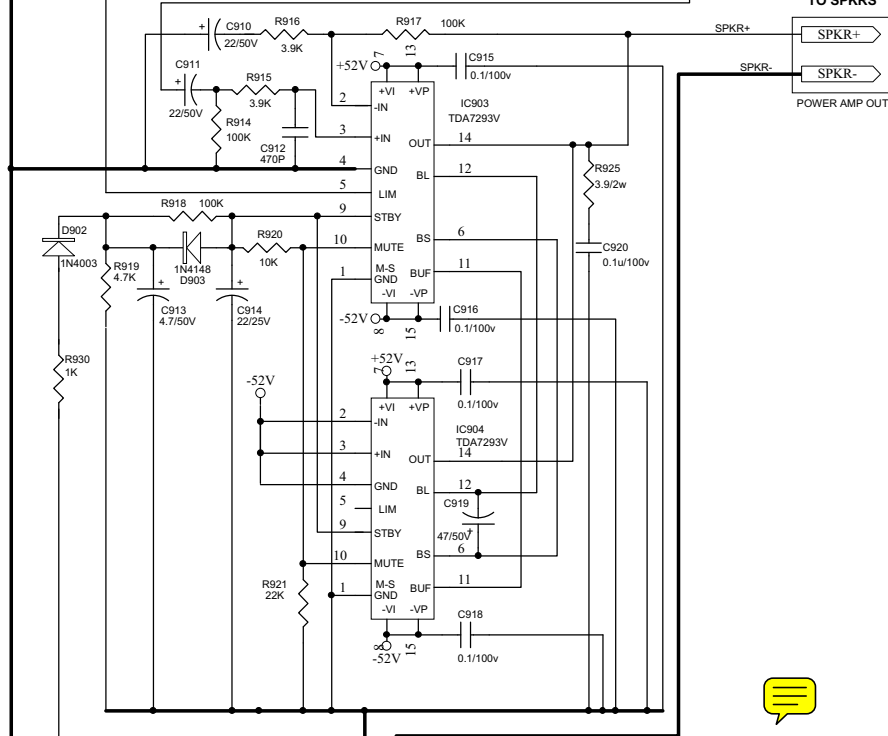 TO SPKRS
SPKR+
SPKR+
SPKR-
SPKR-
POWER AMP OUT
C910
+
22/50V
R916
3.9K
R917
100K
C911
+
22/50V
R915
3.9K
R914
100K
C912
470P
+52V
7
13
C915
0.1/100v
+VI
+VP
IC903
TDA7293V
2
-IN
3
+IN
4
GND
5
LIM
9
STBY
10
MUTE
1
M-S
GND
-VI
-VP
OUT
14
BL
12
BS
6
BUF
11
R925
3.9/2w
C920
0.1u/100v
R918
100K
D902
1N4003
R919
4.7K
1N4148
D903
R920
10K
+
C913
4.7/50V
+
C914
22/25V
-52V
8
15
C916
0.1/100v
R930
1K
-52V
+52V
7
13
C917
0.1/100v
+VI
+VP
IC904
TDA7293V
2
-IN
3
+IN
4
GND
5
LIM
9
STBY
10
MUTE
1
M-S
GND
-VI
-VP
OUT
14
BL
12
C919
47/50V
+
BS
6
BUF
11
R921
22K
8
-52V
15
C918
0.1/100v